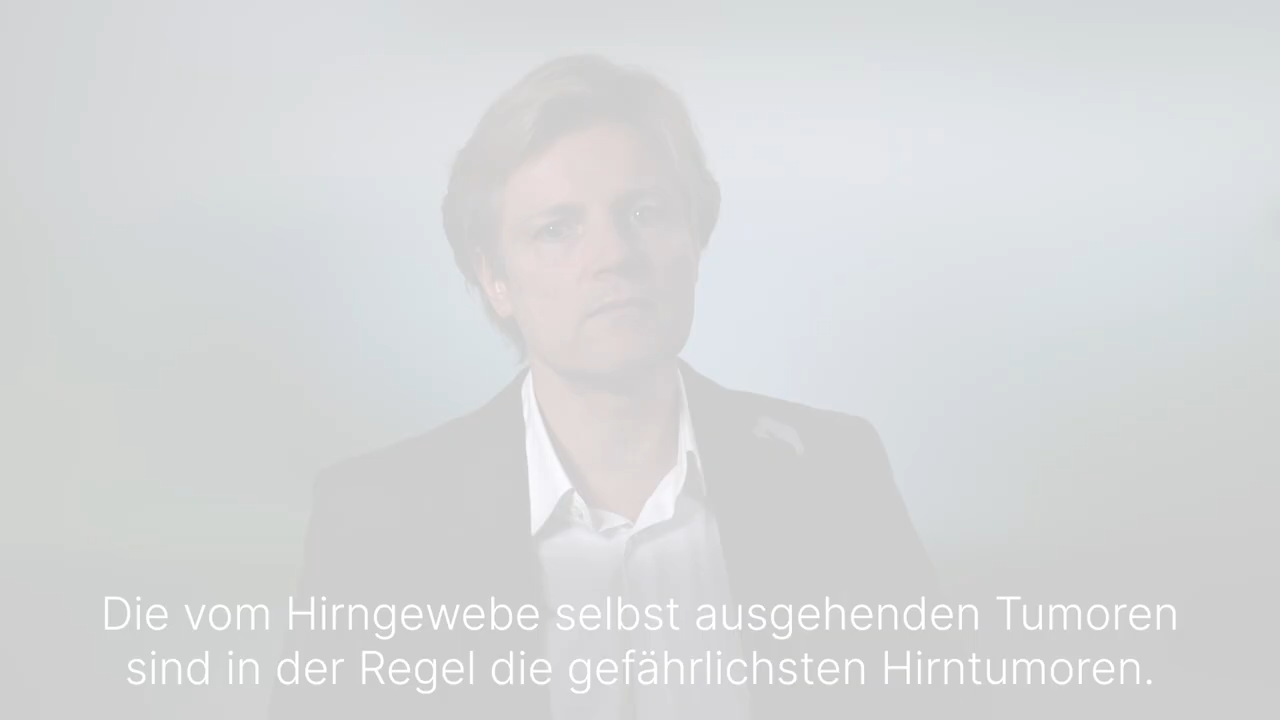 Die vom Hirngewebe selbst ausgehenden Tumoren
sind in der Regel die gefährlichsten Hirntumoren.